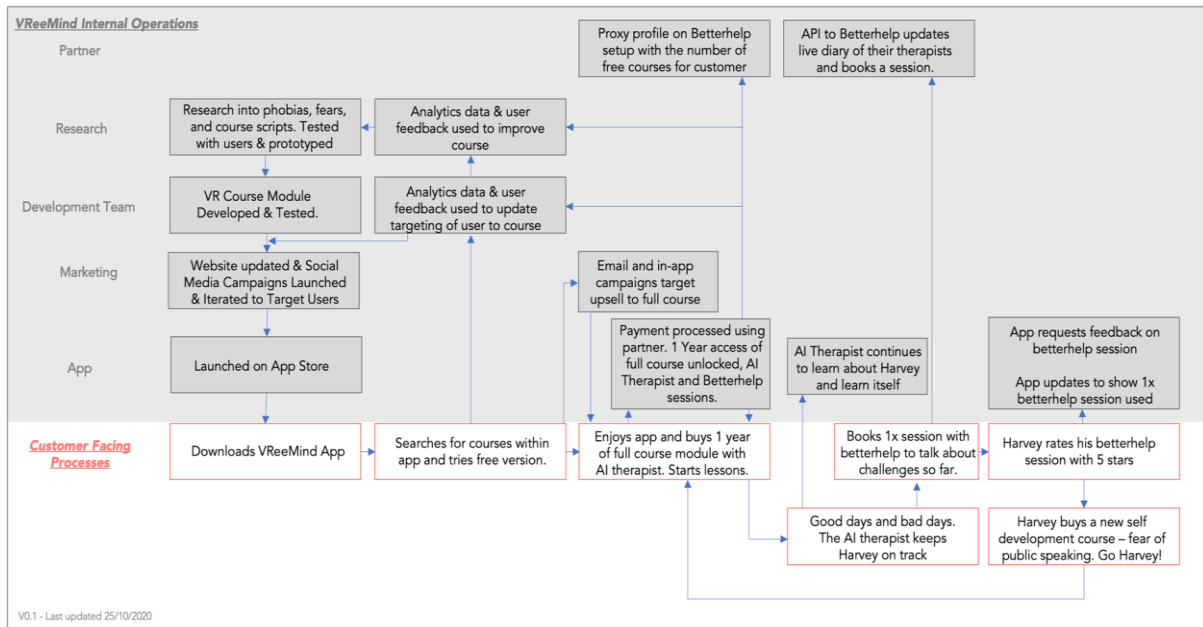 VReeMind Internal Operations
Partner
Proxy profile on Betterhelp
setup with the number of
free courses for customer
API to Betterhelp updates
live diary of their therapists
and books a session.
Research
Research into phobias, fears,
and course scripts. Tested
with users & prototyped
Analytics data & user
feedback used to improve
course
Development Team
VR Course Module
Developed & Tested.
Analytics data & user
feedback used to update
targeting of user to course
Marketing
Website updated & Social
Media Campaigns Launched
& Iterated to Target Users
Email and in-app
campaigns target
upsell to full course
App
Launched on App Store
Payment processed using
partner. 1 Year access of
full course unlocked, AI
Therapist and Betterhelp
sessions.
AI Therapist continues
to learn about Harvey
and learn itself
App requests feedback on
betterhelp session
App updates to show 1x
betterhelp session used
Customer Facing
Processes
Downloads VReeMind App
Searches for courses within
app and tries free version.
Enjoys app and buys 1 year
of full course module with
AI therapist. Starts lessons.
Books 1x session with
betterhelp to talk about
challenges so far.
Harvey rates his betterhelp
session with 5 stars
Good days and bad days.
The AI therapist keeps
Harvey on track
Harvey buys a new self
development course – fear of
public speaking. Go Harvey!
V0.1 - Last updated 25/10/2020